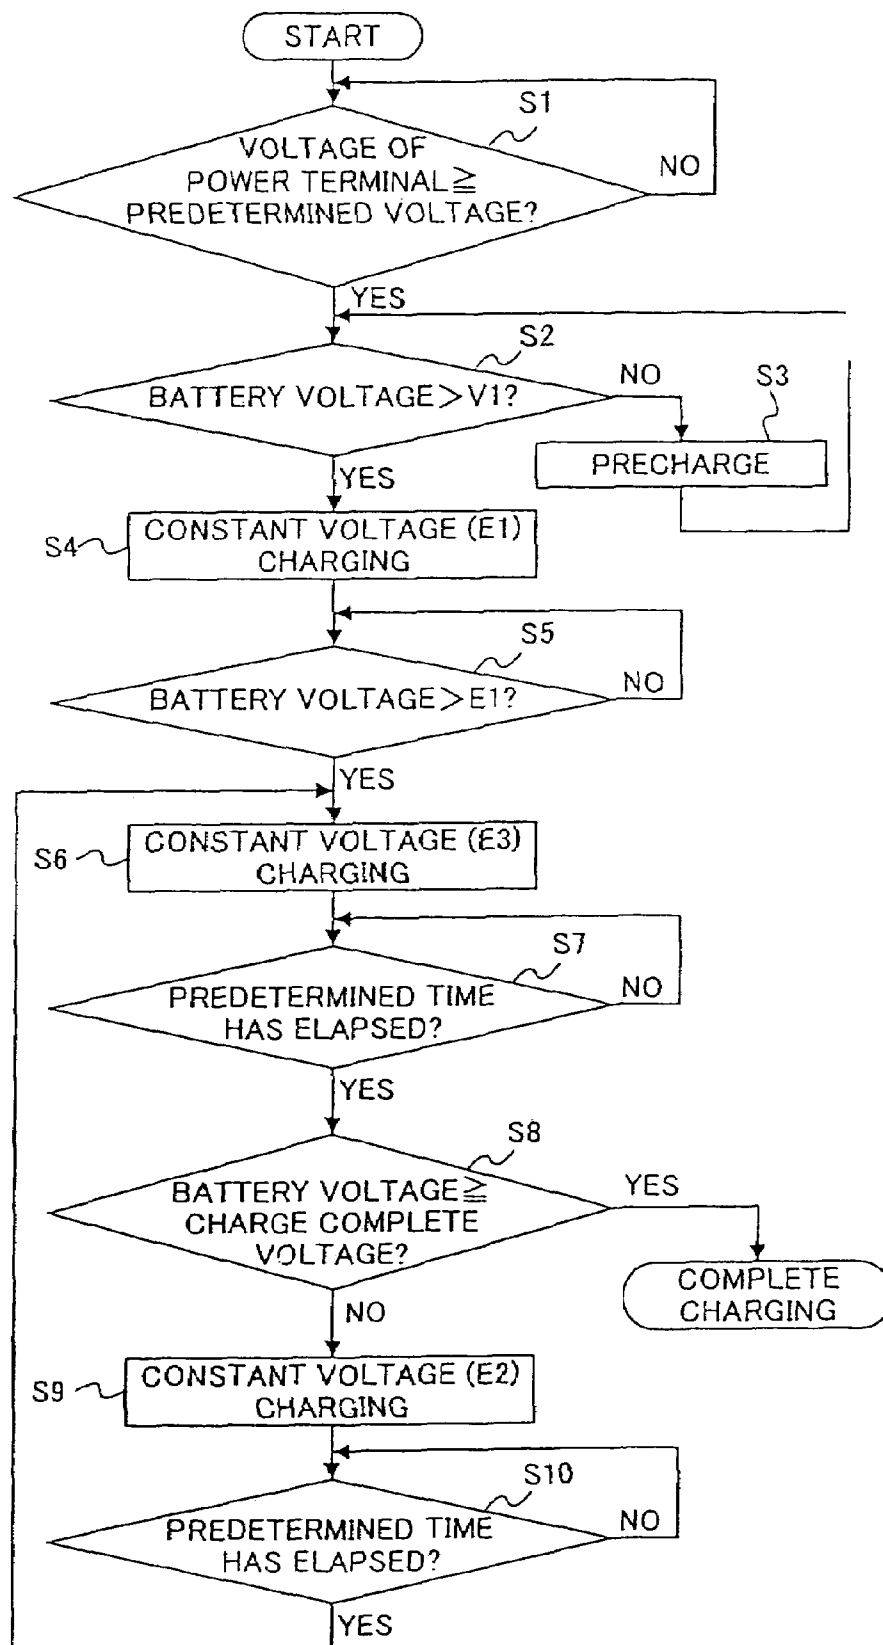 START
S1
VOLTAGE OF
POWER TERMINAL≧
PREDETERMINED VOLTAGE?
NO
YES
S2
BATTERY VOLTAGE>V1?
NO
S3
PRECHARGE
YES
S4
CONSTANT VOLTAGE (E1)
CHARGING
S5
BATTERY VOLTAGE>E1?
NO
YES
S6
CONSTANT VOLTAGE (E3)
CHARGING
S7
PREDETERMINED TIME
HAS ELAPSED?
NO
YES
S8
BATTERY VOLTAGE≧
CHARGE COMPLETE
VOLTAGE?
YES
COMPLETE
CHARGING
NO
S9
CONSTANT VOLTAGE (E2)
CHARGING
S10
PREDETERMINED TIME
HAS ELAPSED?
NO
YES